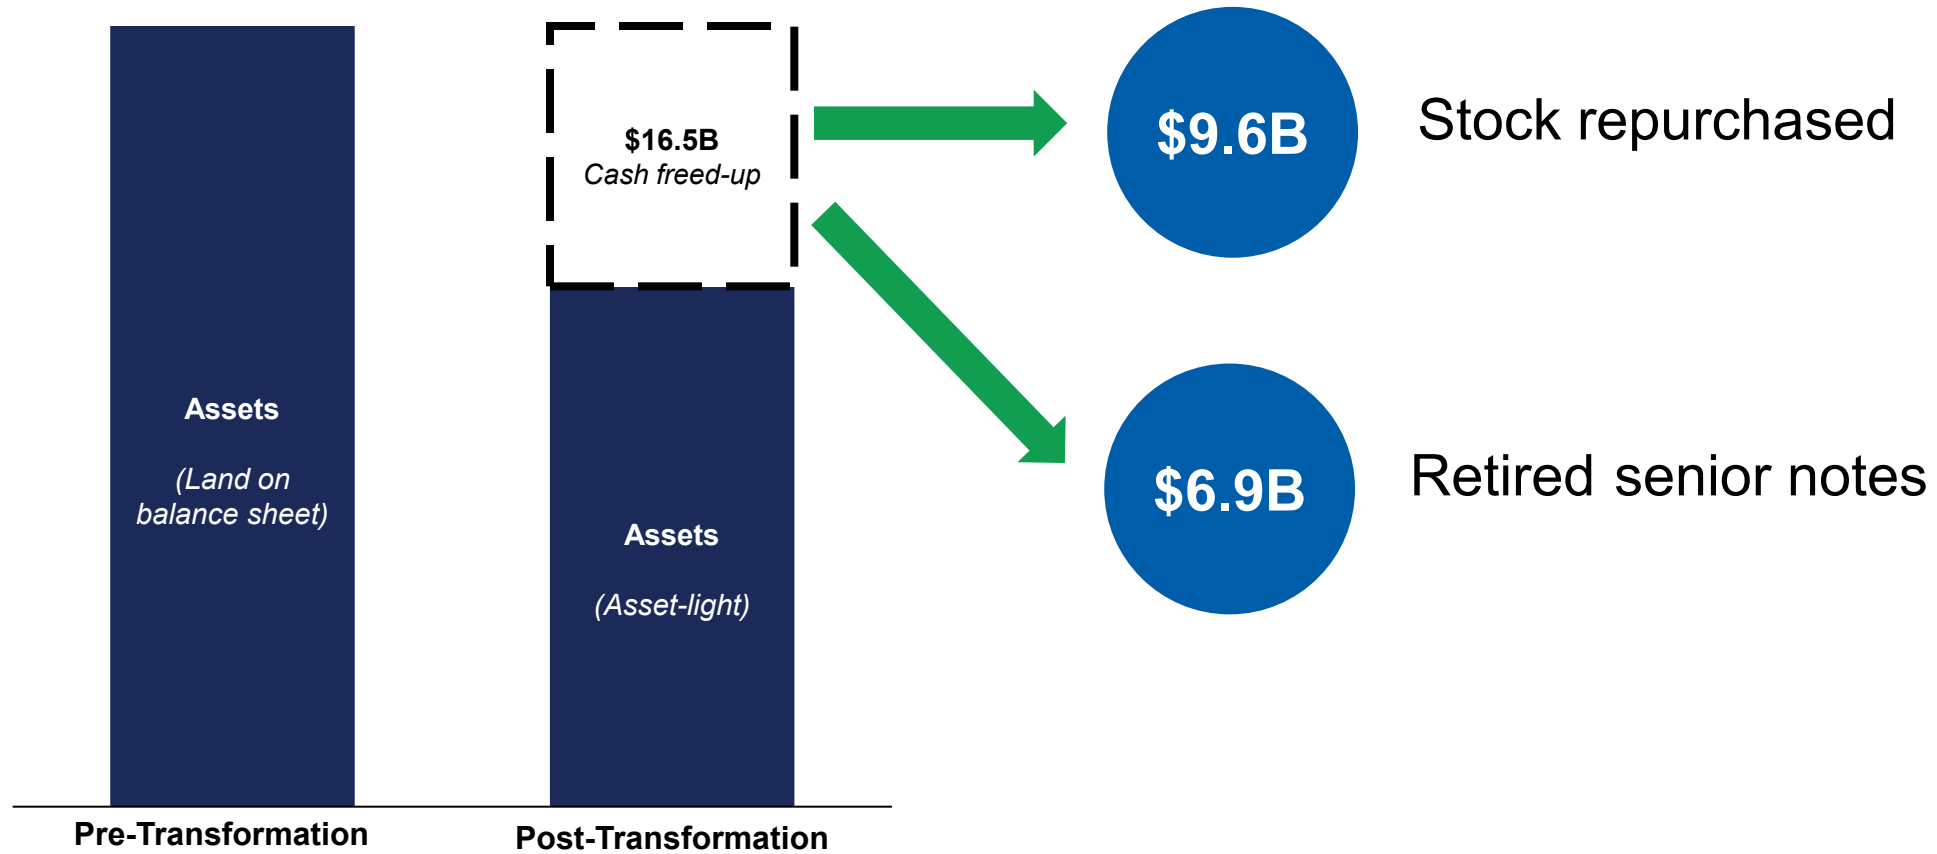 Assets
(Land on
balance sheet)
Pre-Transformation
$16.5B
Cash freed-up
Assets
(Asset-light)
Post-Transformation
$9.6B
Stock repurchased
$6.9B
Retired senior notes